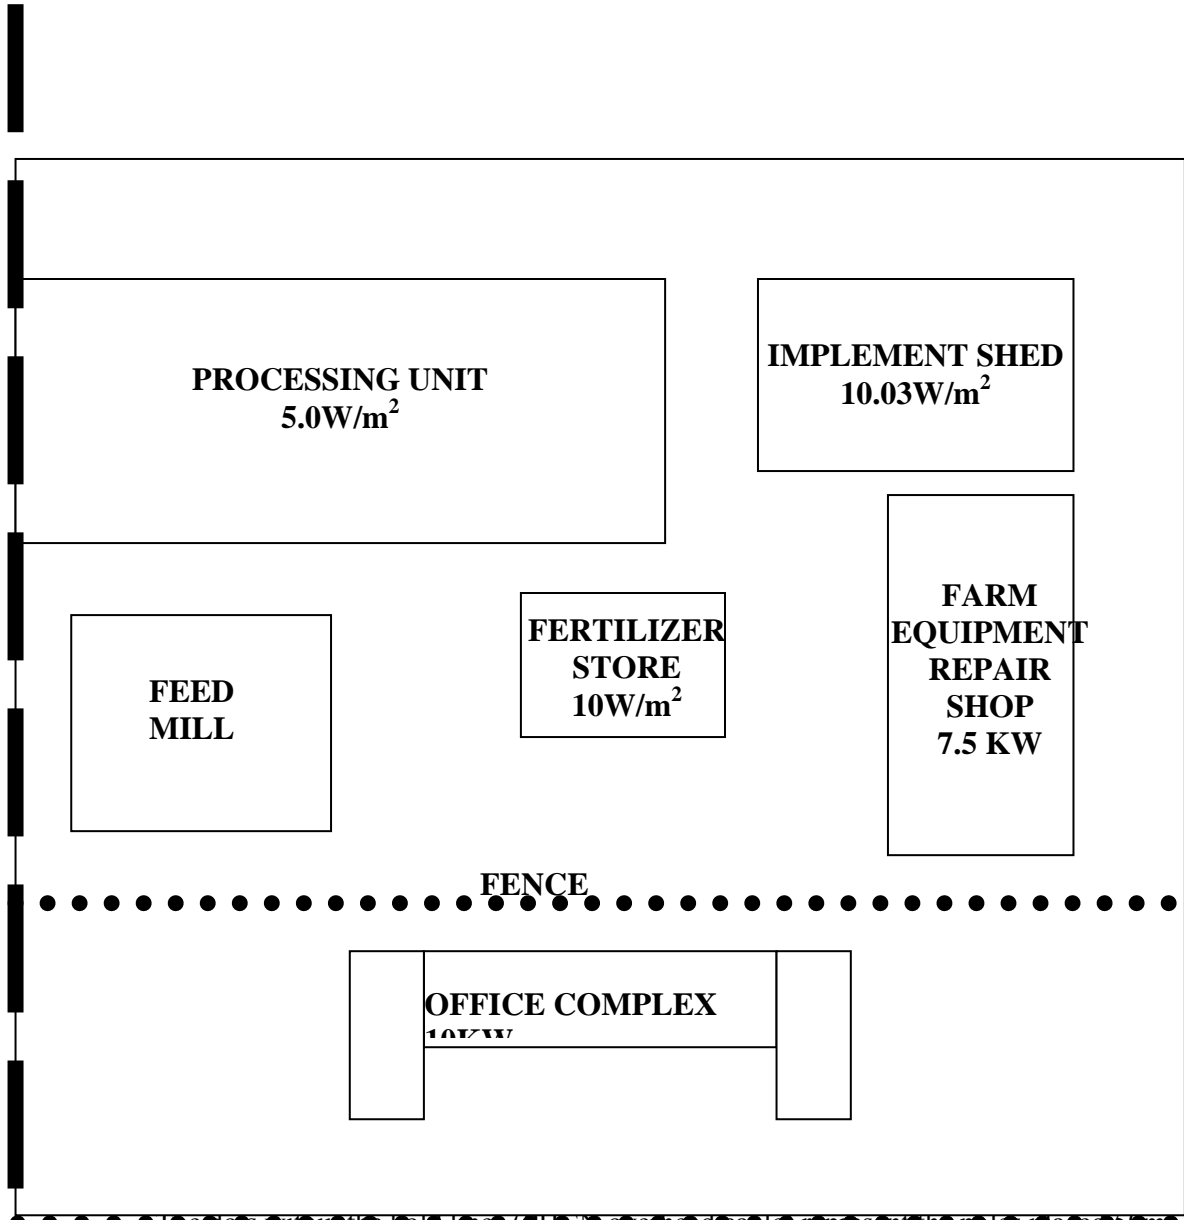 PROCESSING UNIT
5.0W/m²
IMPLEMENT SHED
10.03W/m²
FARM
EQUIPMENT
REPAIR
SHOP
7.5 KW
FERTILIZER
STORE
10W/m²
FEED
MILL
FENCE
OFFICE COMPLEX
10KW